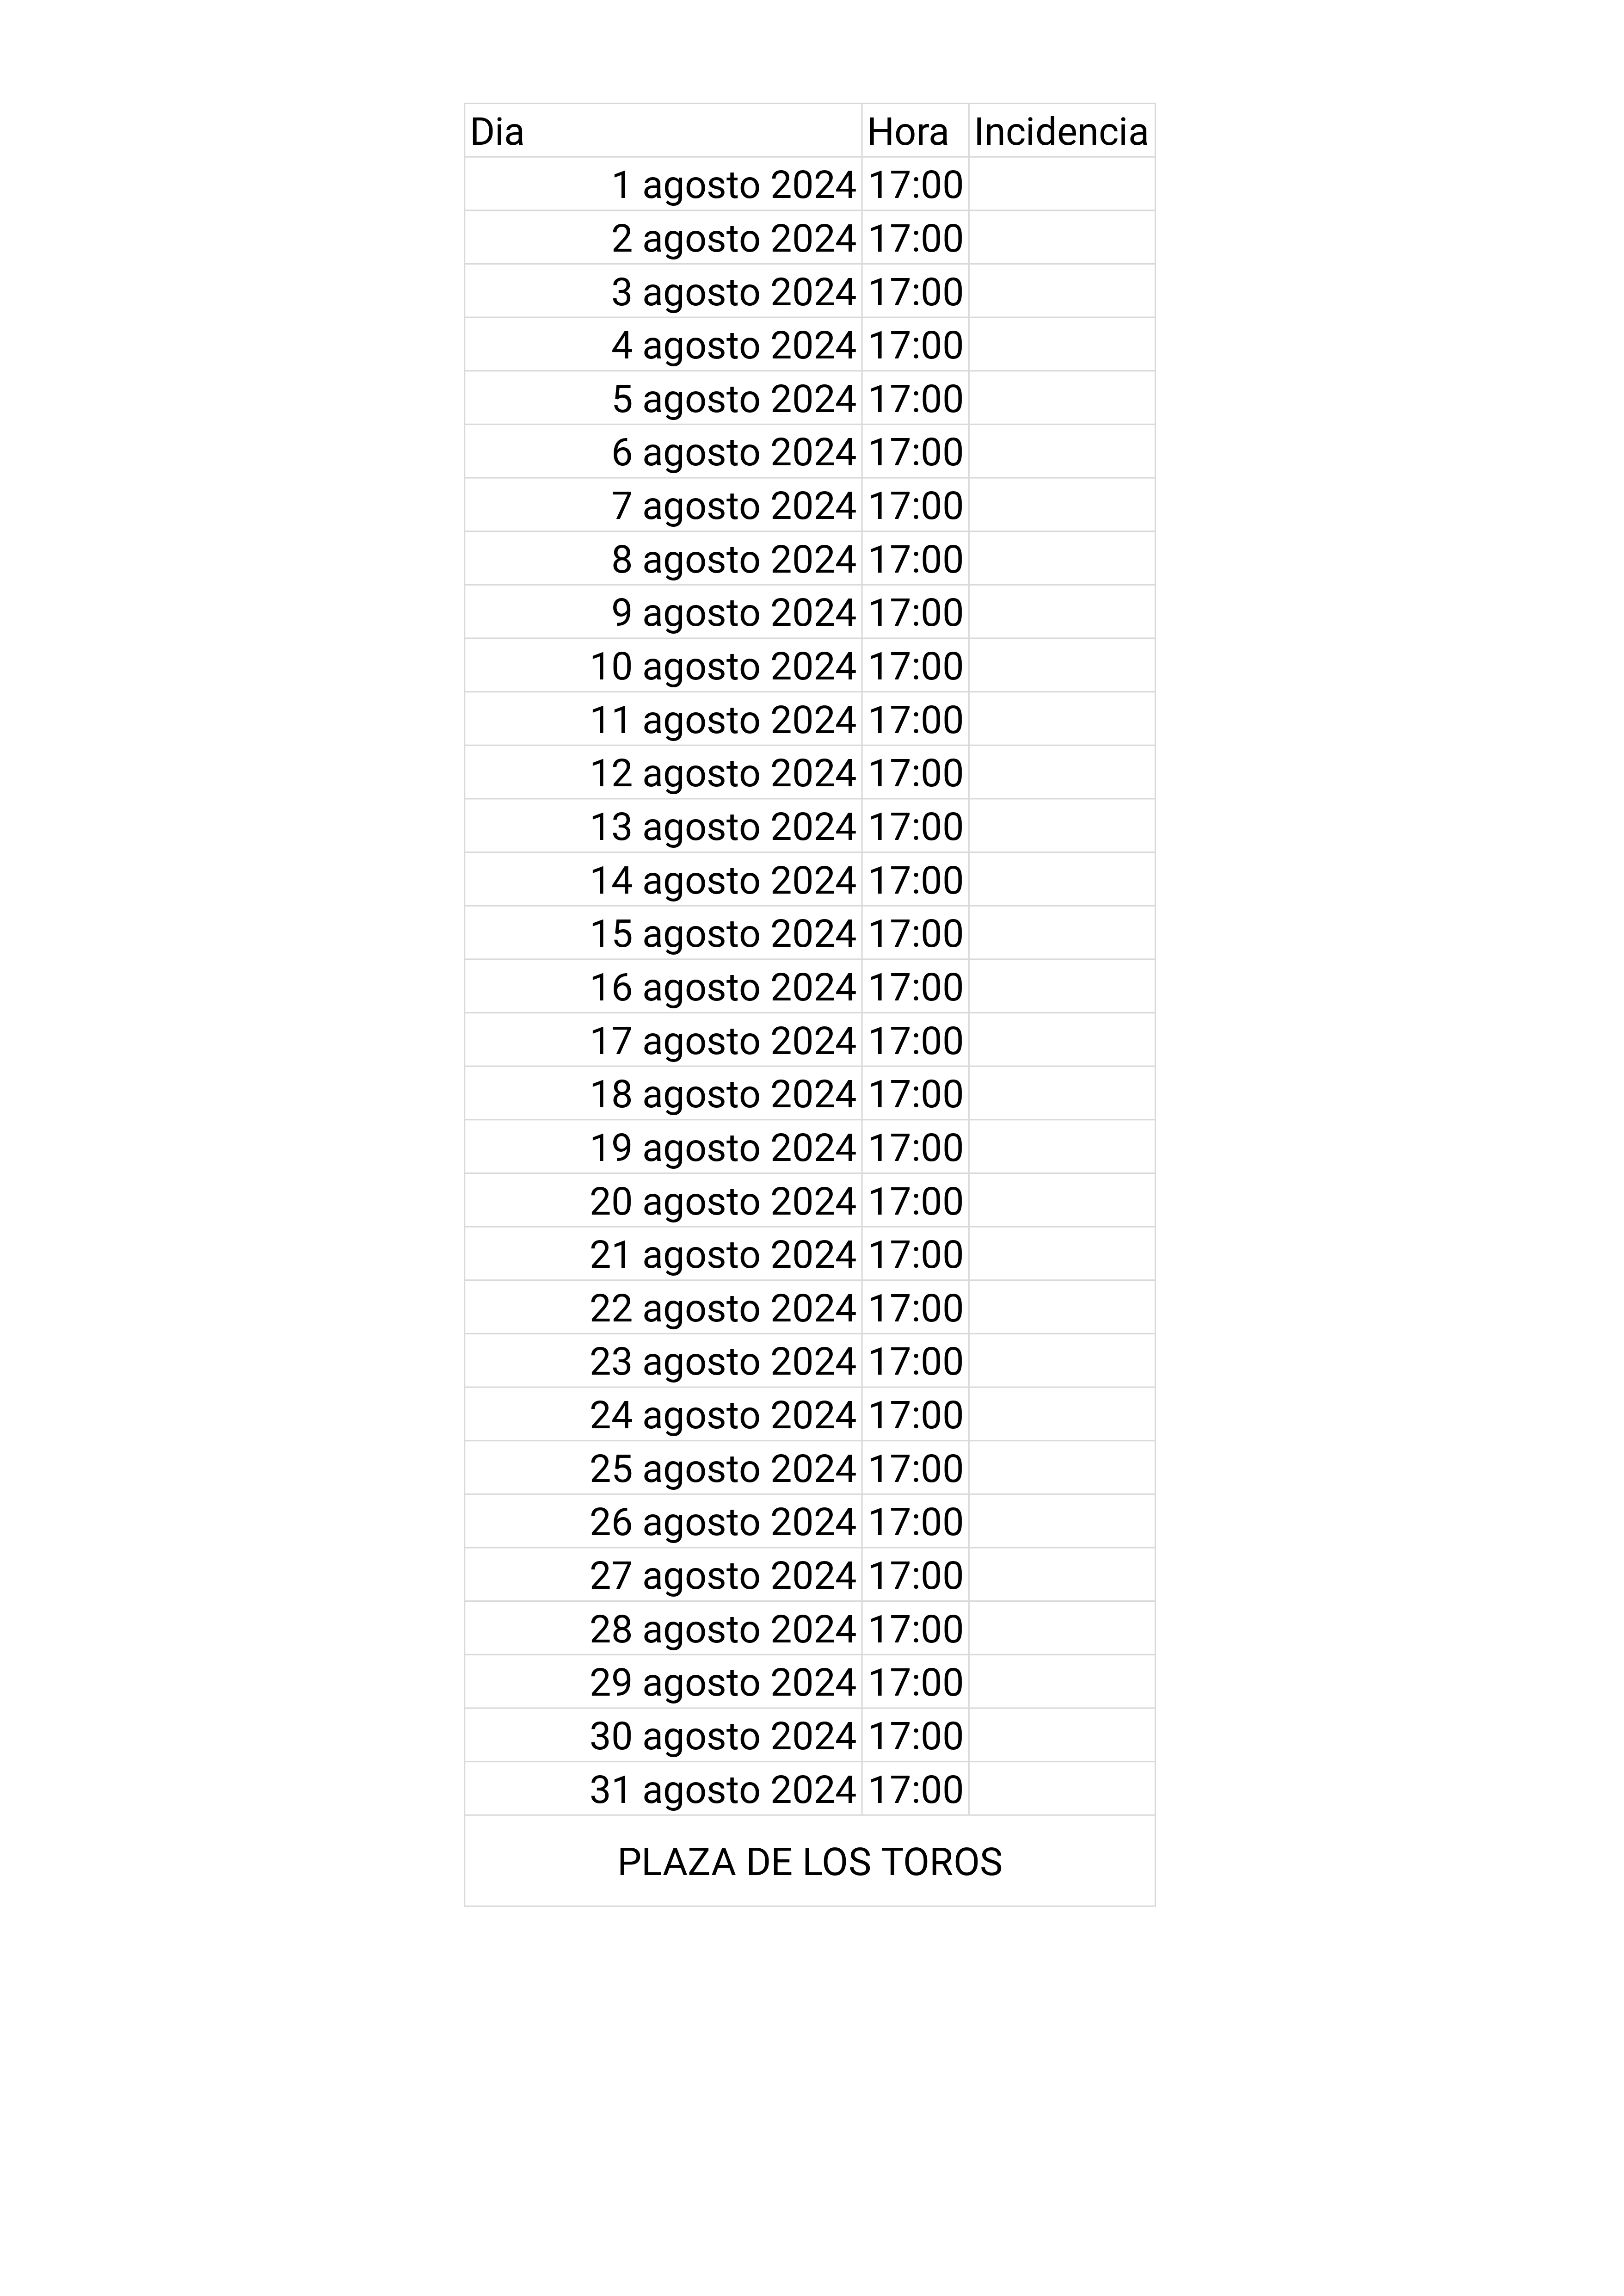 Dia Hora Incidencia
1 agosto 2024 17:00
2 agosto 2024 17:00
3 agosto 2024 17:00
4 agosto 2024 17:00
5 agosto 2024 17:00
6 agosto 2024 17:00
7 agosto 2024 17:00
8 agosto 2024 17:00
9 agosto 2024 17:00
10 agosto 2024 17:00
11 agosto 2024 17:00
12 agosto 2024 17:00
13 agosto 2024 17:00
14 agosto 2024 17:00
15 agosto 2024 17:00
16 agosto 2024 17:00
17 agosto 2024 17:00
18 agosto 2024 17:00
19 agosto 2024 17:00
20 agosto 2024 17:00
21 agosto 2024 17:00
22 agosto 2024 17:00
23 agosto 2024 17:00
24 agosto 2024 17:00
25 agosto 2024 17:00
26 agosto 2024 17:00
27 agosto 2024 17:00
28 agosto 2024 17:00
29 agosto 2024 17:00
30 agosto 2024 17:00
31 agosto 2024 17:00
PLAZA DE LOS TOROS